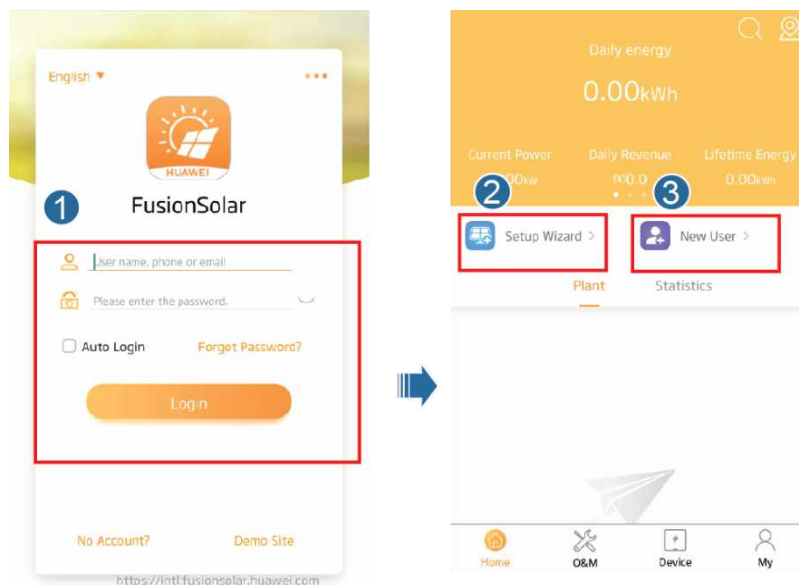 English ▼
HUAWEI
1
FusionSolar
User name, phone or email
Please enter the password.
Auto Login Forgot Password?
Login
No Account? Demo Site
https://intl.fusionsolar.huawei.com
Daily energy
0.00kWh
Current Power Daily Revenue Lifetime Energy
0.00kWh
2 3
Setup Wizard > New User >
Plant Statistics
Home O&M Device My